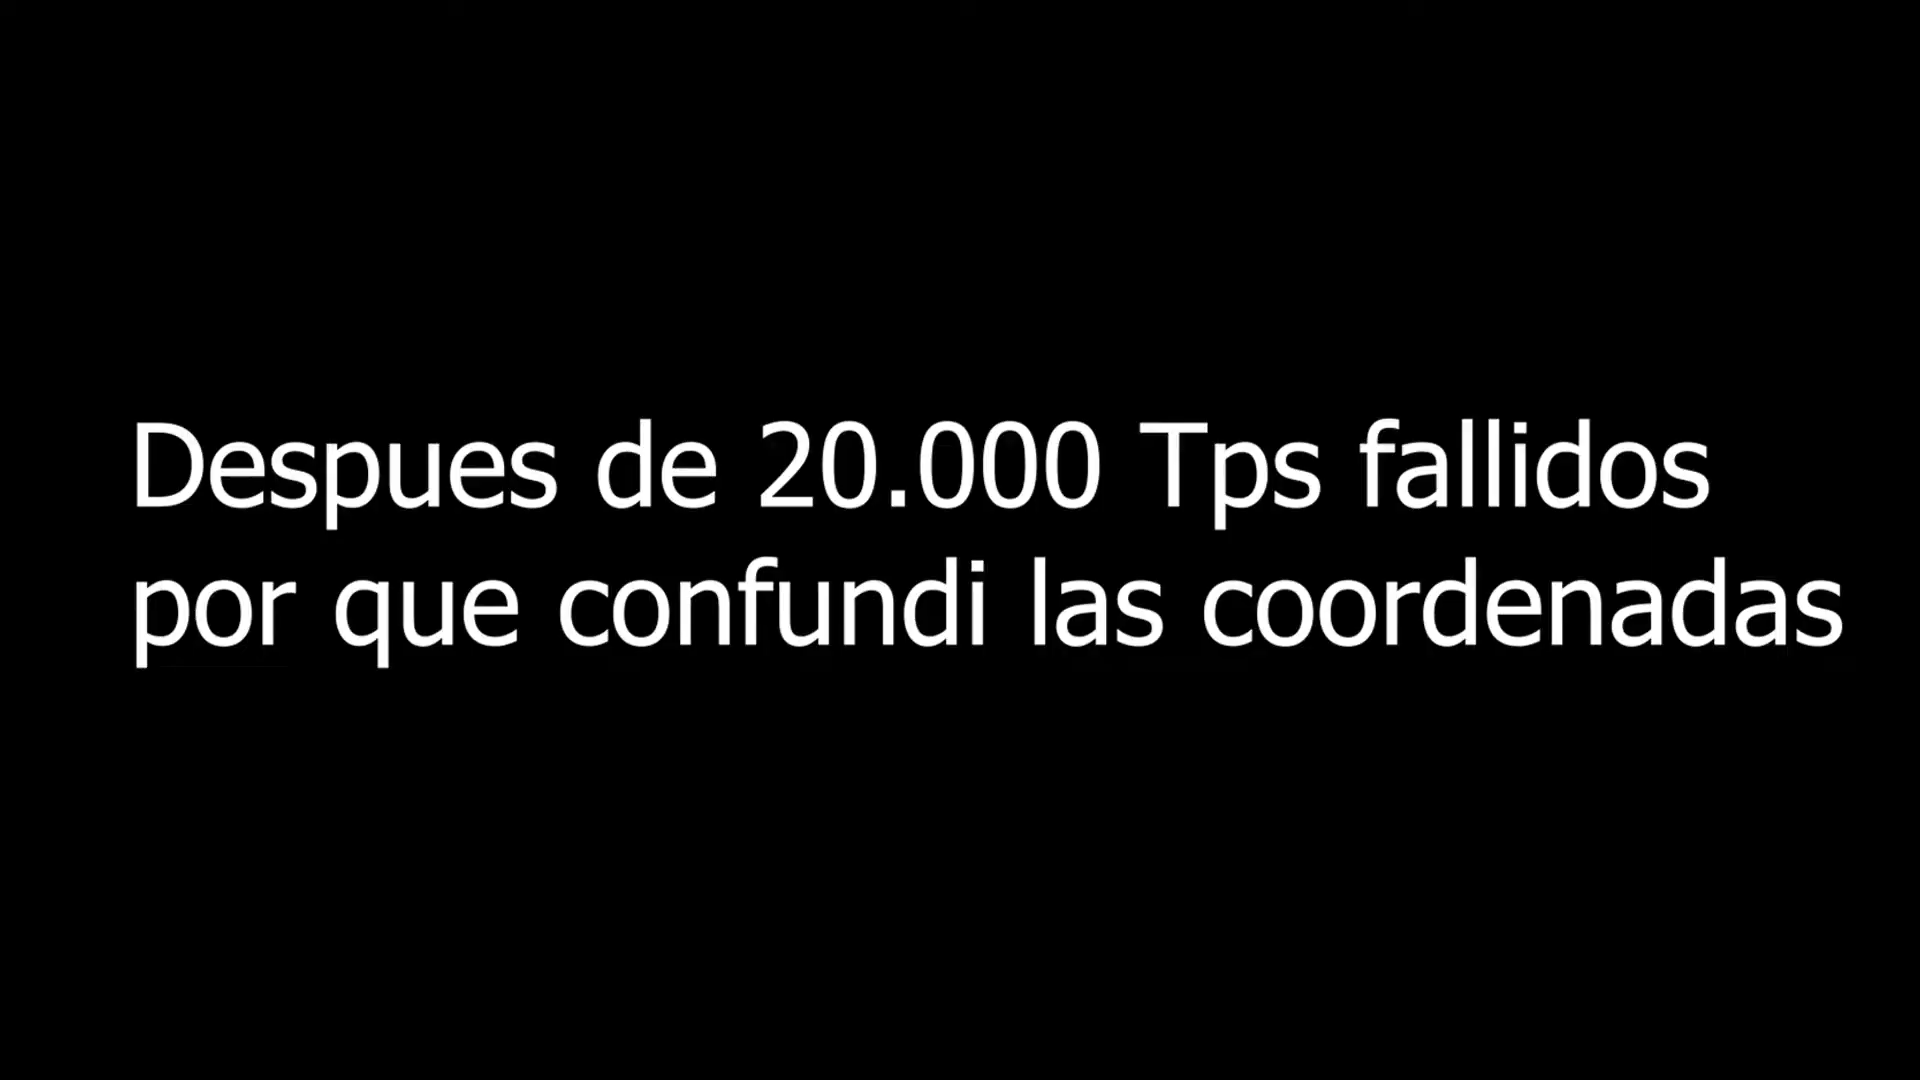 Despues de 20.000 Tps fallidos
por que confundi las coordenadas